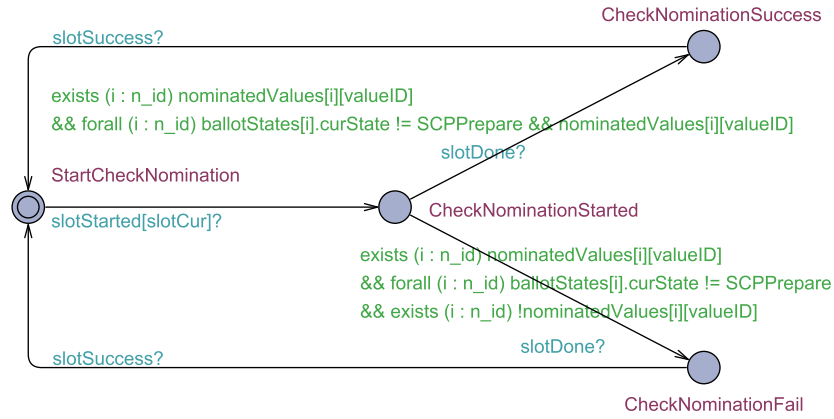 CheckNominationSuccess
slotSuccess?
exists (i : n_id) nominatedValues[i][valueID]
&& forall (i : n_id) ballotStates[i].curState != SCPPrepare && nominatedValues[i][valueID]
slotDone?
StartCheckNomination
CheckNominationStarted
slotStarted[slotCur]?
exists (i : n_id) nominatedValues[i][valueID]
&& forall (i : n_id) ballotStates[i].curState != SCPPrepare
&& exists (i : n_id) !nominatedValues[i][valueID]
slotDone?
slotSuccess?
CheckNominationFail